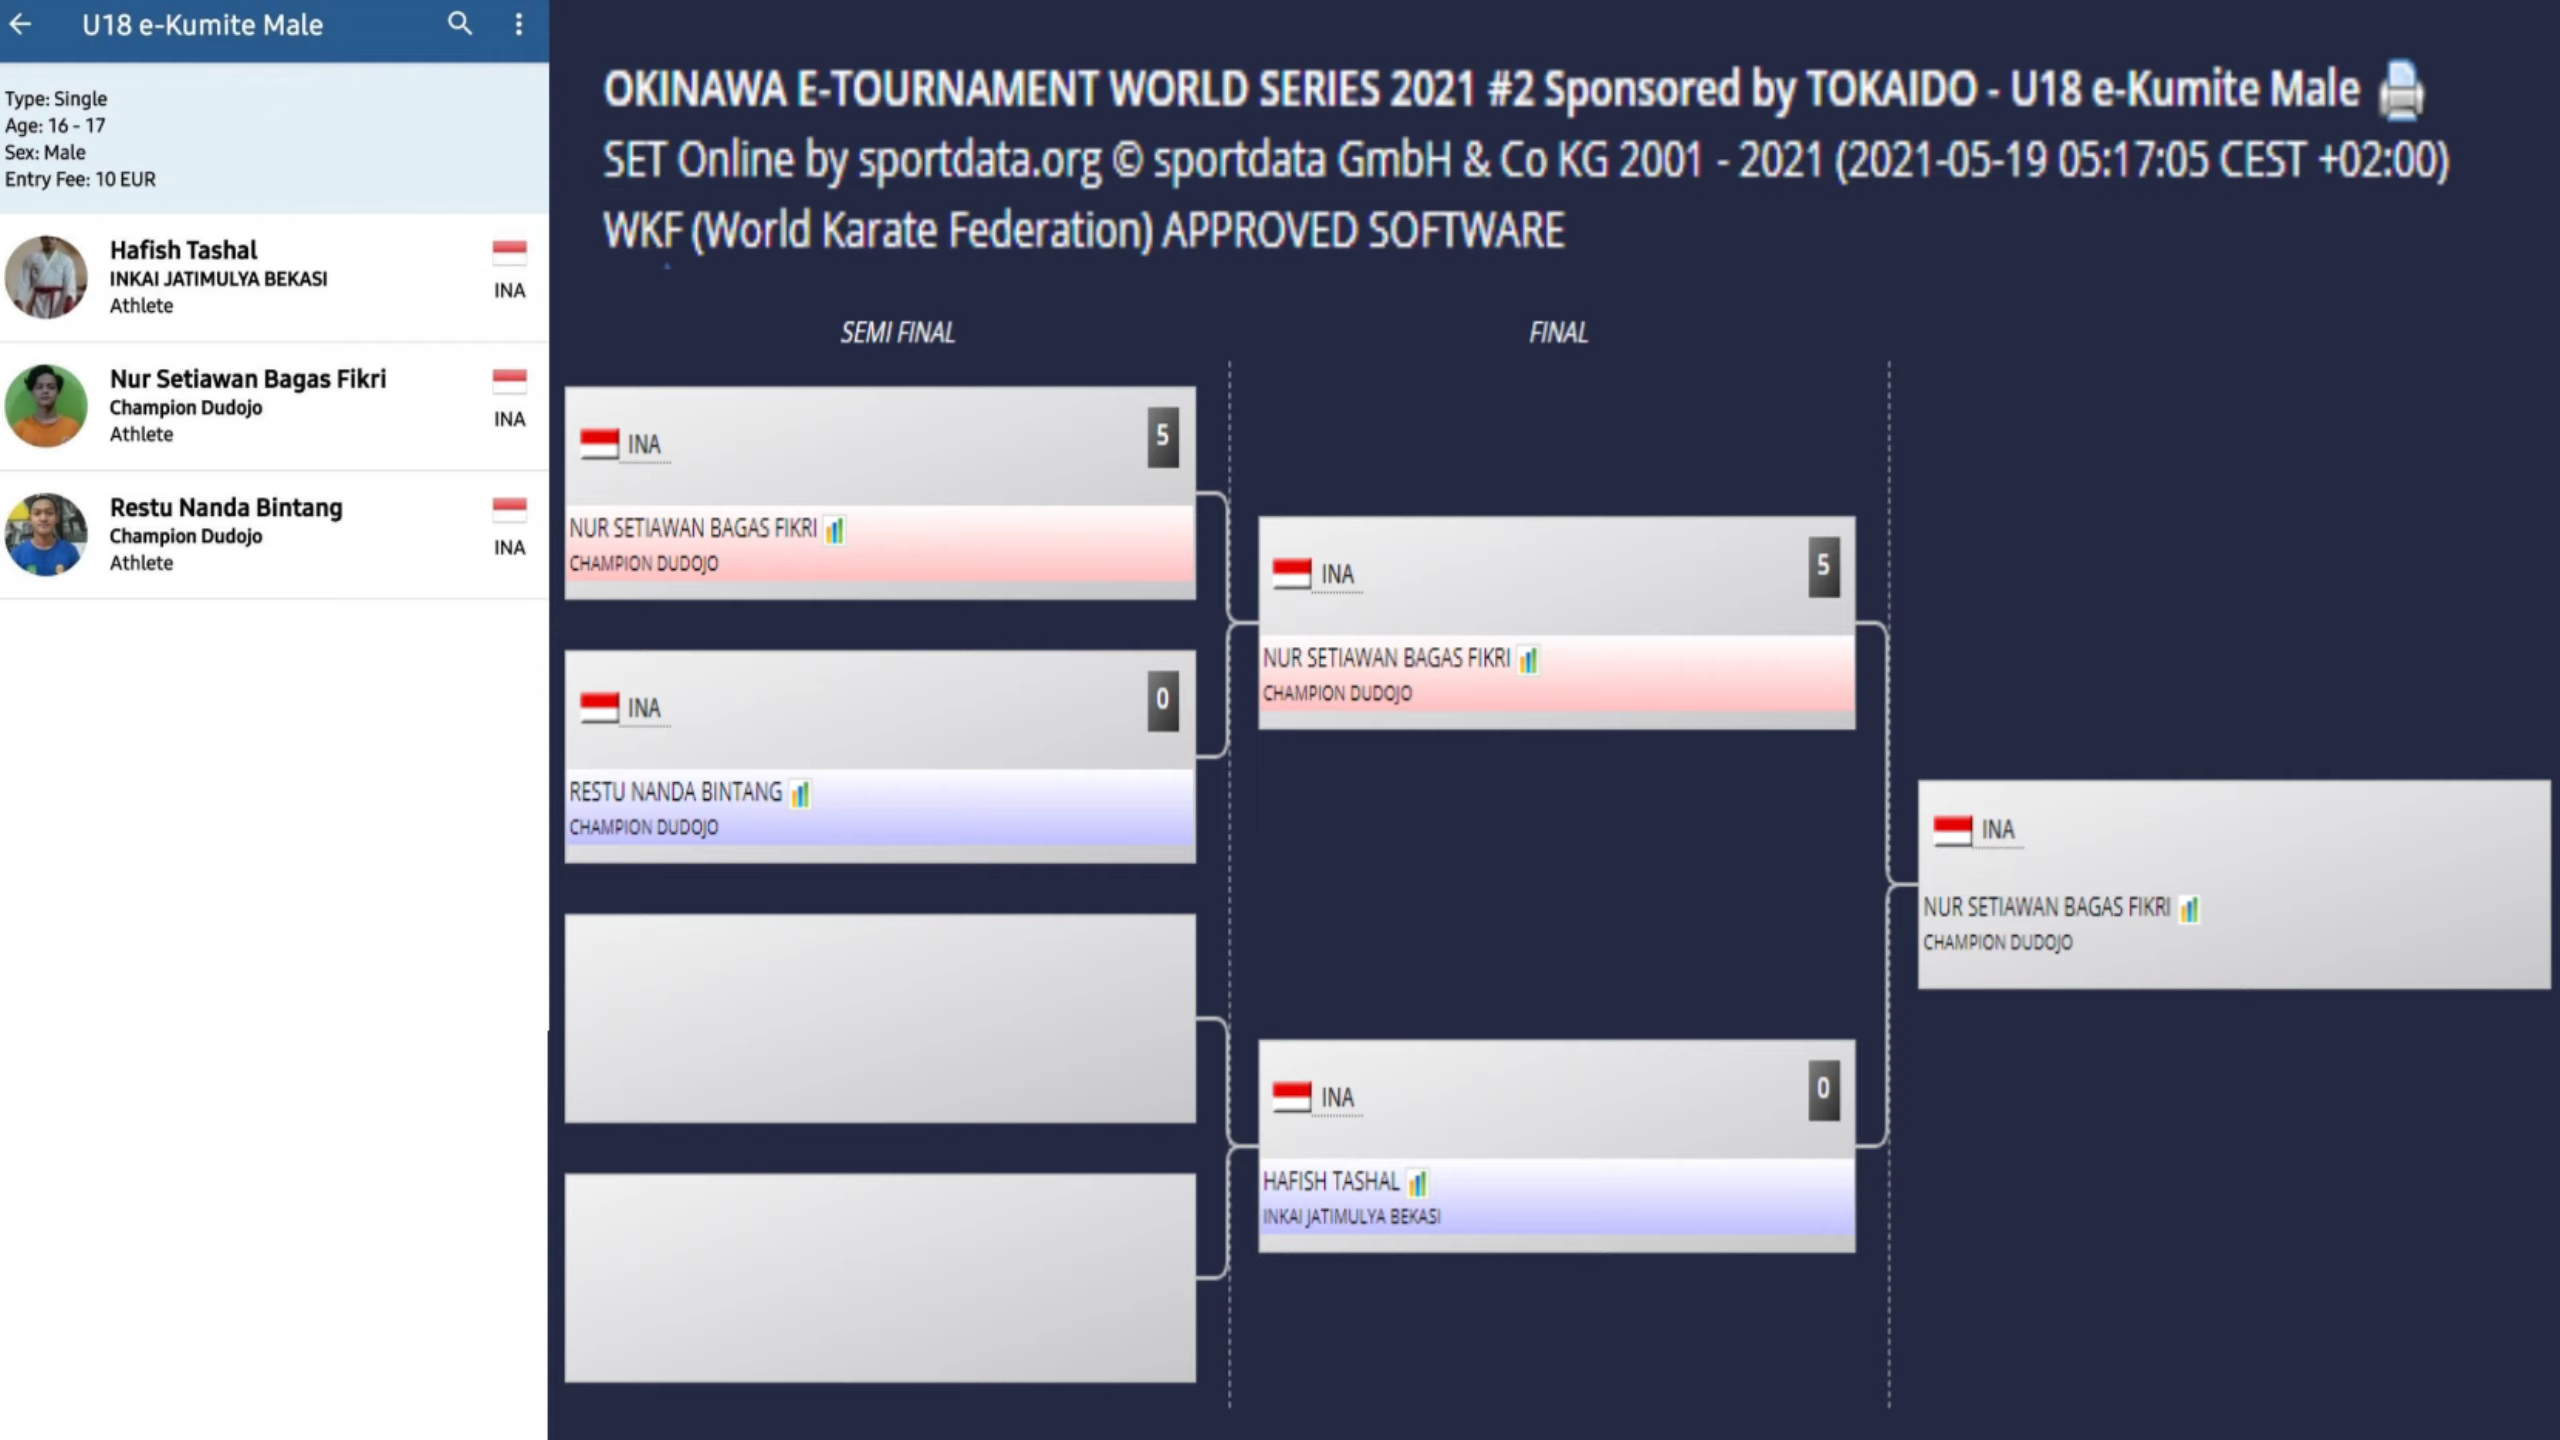 U18 e-Kumite Male
Type: Single
Age: 16 - 17
Sex: Male
Entry Fee: 10 EUR
Hafish Tashal
INKAI JATIMULYA BEKASI
Athlete
INA
Nur Setiawan Bagas Fikri
Champion Dudojo
Athlete
INA
Restu Nanda Bintang
Champion Dudojo
Athlete
INA
OKINAWA E-TOURNAMENT WORLD SERIES 2021 #2 Sponsored by TOKAIDO - U18 e-Kumite Male
SET Online by sportdata.org © sportdata GmbH & Co KG 2001 - 2021 (2021-05-19 05:17:05 CEST +02:00)
WKF (World Karate Federation) APPROVED SOFTWARE
SEMI FINAL
INA 5
NUR SETIAWAN BAGAS FIKRI
CHAMPION DUDOJO
INA 0
RESTU NANDA BINTANG
CHAMPION DUDOJO
FINAL
INA 5
NUR SETIAWAN BAGAS FIKRI
CHAMPION DUDOJO
INA 0
HAFISH TASHAL
INKAI JATIMULYA BEKASI
INA
NUR SETIAWAN BAGAS FIKRI
CHAMPION DUDOJO